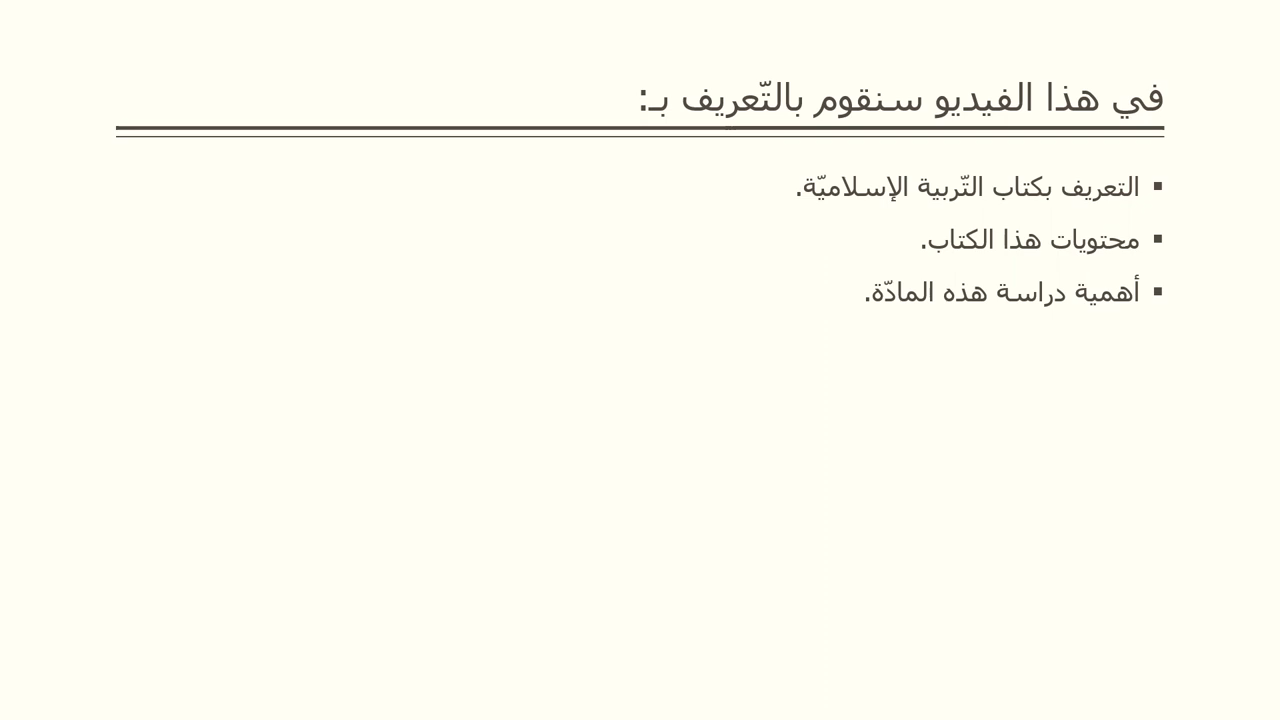 في هذا الفيديو سنقوم بالتّعريف بـ:
▪ التعريف بكتاب التّربية الإسلاميّة.
▪ محتويات هذا الكتاب.
▪ أهمية دراسة هذه المادّة.